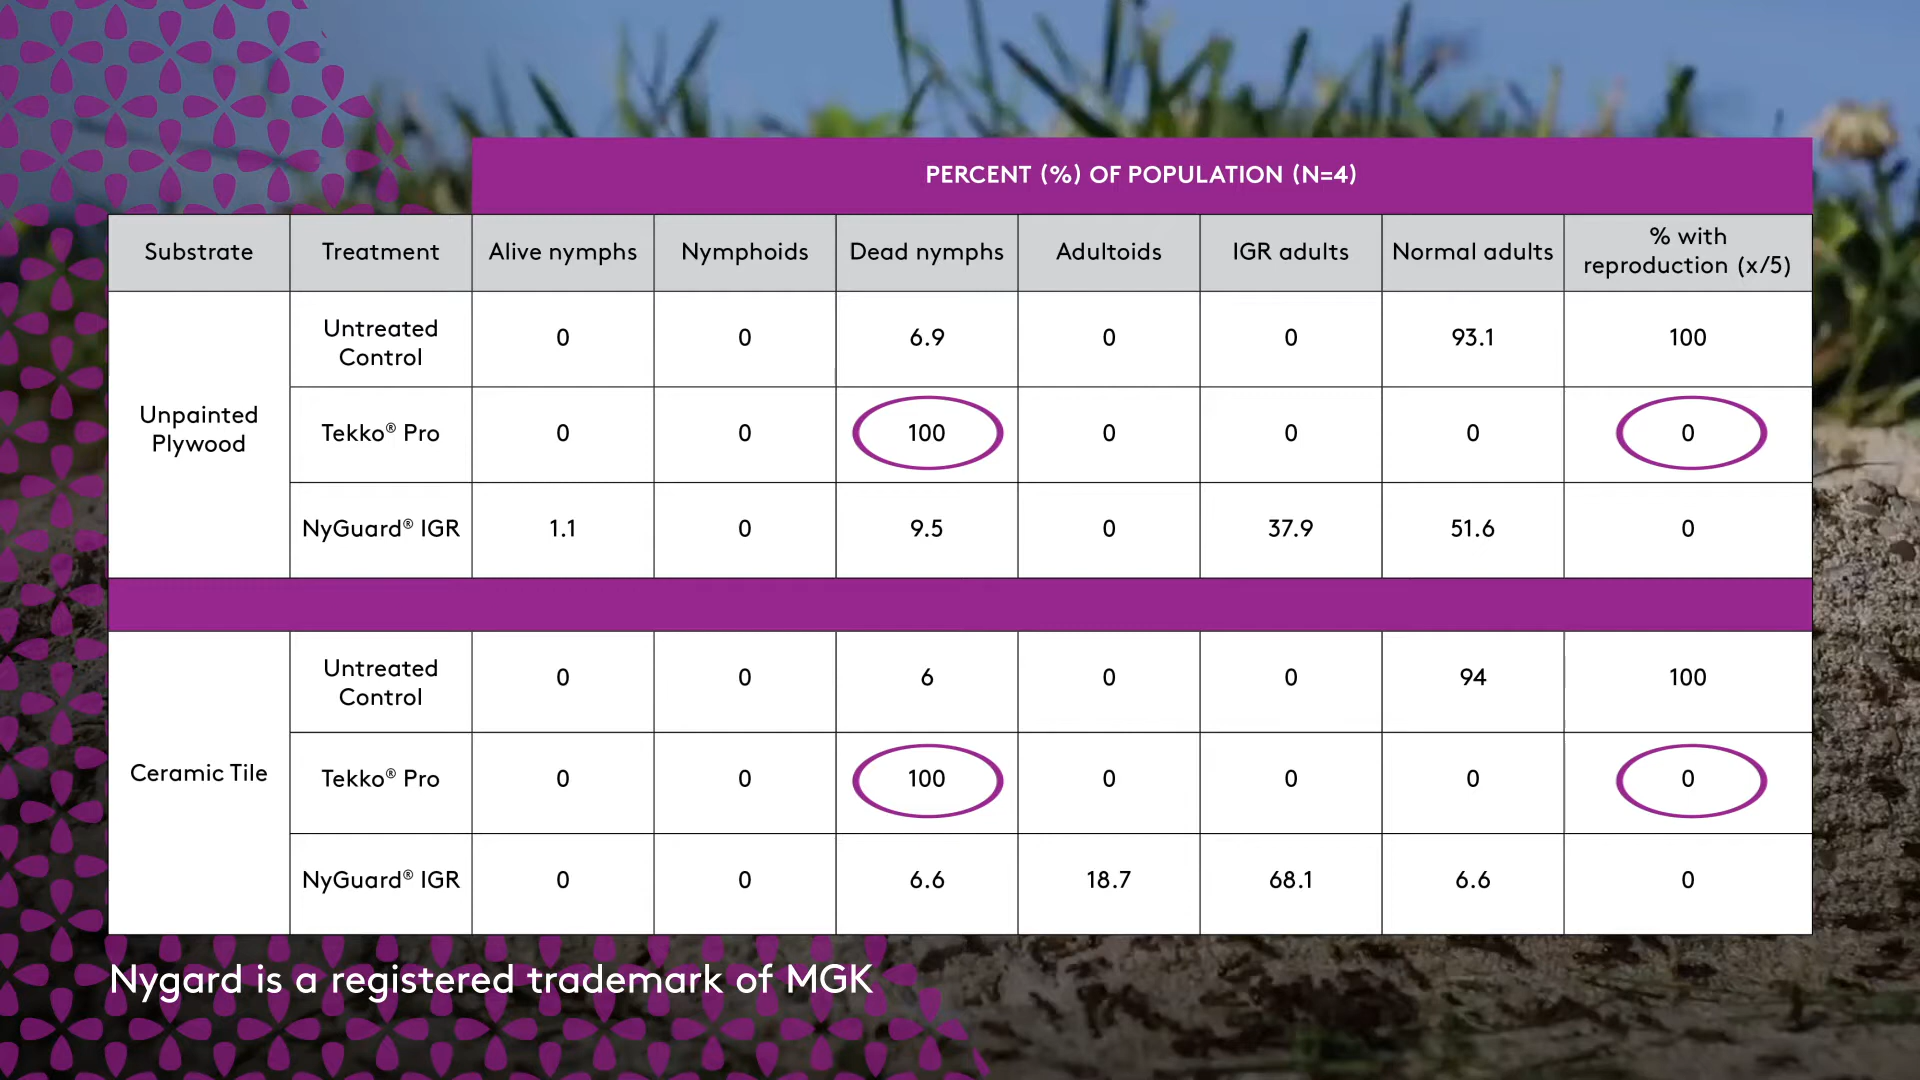 PERCENT (%) OF POPULATION (N=4)
Substrate Treatment Alive nymphs Nymphoids Dead nymphs Adultoids IGR adults Normal adults % with
reproduction (x/5)
Unpainted
Plywood
Untreated
Control
0 0 6.9 0 0 93.1 100
Tekko® Pro 0 0 100 0 0 0 0
NyGuard® IGR 1.1 0 9.5 0 37.9 51.6 0
Ceramic Tile
Untreated
Control
0 0 6 0 0 94 100
Tekko® Pro 0 0 100 0 0 0 0
NyGuard® IGR 0 0 6.6 18.7 68.1 6.6 0
Nygard is a registered trademark of MGK